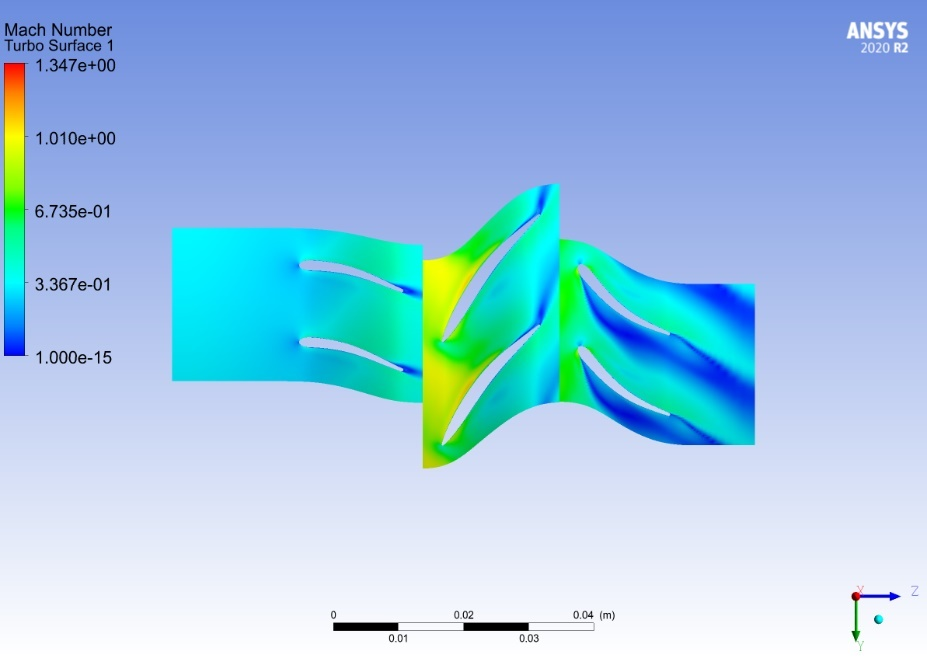 Mach Number
Turbo Surface 1
1.347e+00
1.010e+00
6.735e-01
3.367e-01
1.000e-15
ANSYS
2020 R2
0 0.02 0.04 (m)
0.01 0.03
Y
Z
Y